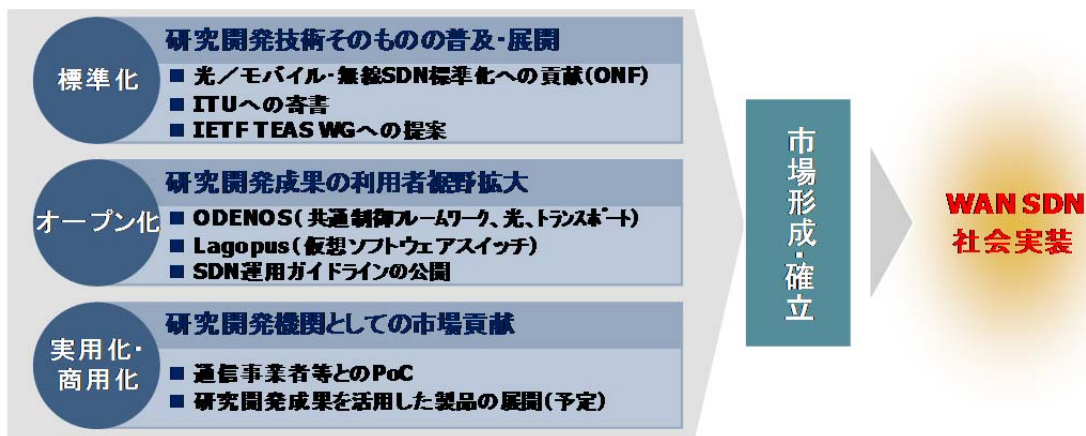 標準化
研究開発技術そのものの普及・展開
■ 光／モバイル・無線SDN標準化への貢献(ONF)
■ ITUへの寄書
■ IETF TEAS WGへの提案
オープン化
研究開発成果の利用者裾野拡大
■ ODENOS(共通制御フレームワーク、光、トランスポート)
■ Lagopus(仮想ソフトウェアスイッチ)
■ SDN運用ガイドラインの公開
実用化・
商用化
研究開発機関としての市場貢献
■ 通信事業者等とのPoC
■ 研究開発成果を活用した製品の展開(予定)
市場形成・確立
WAN SDN
社会実装